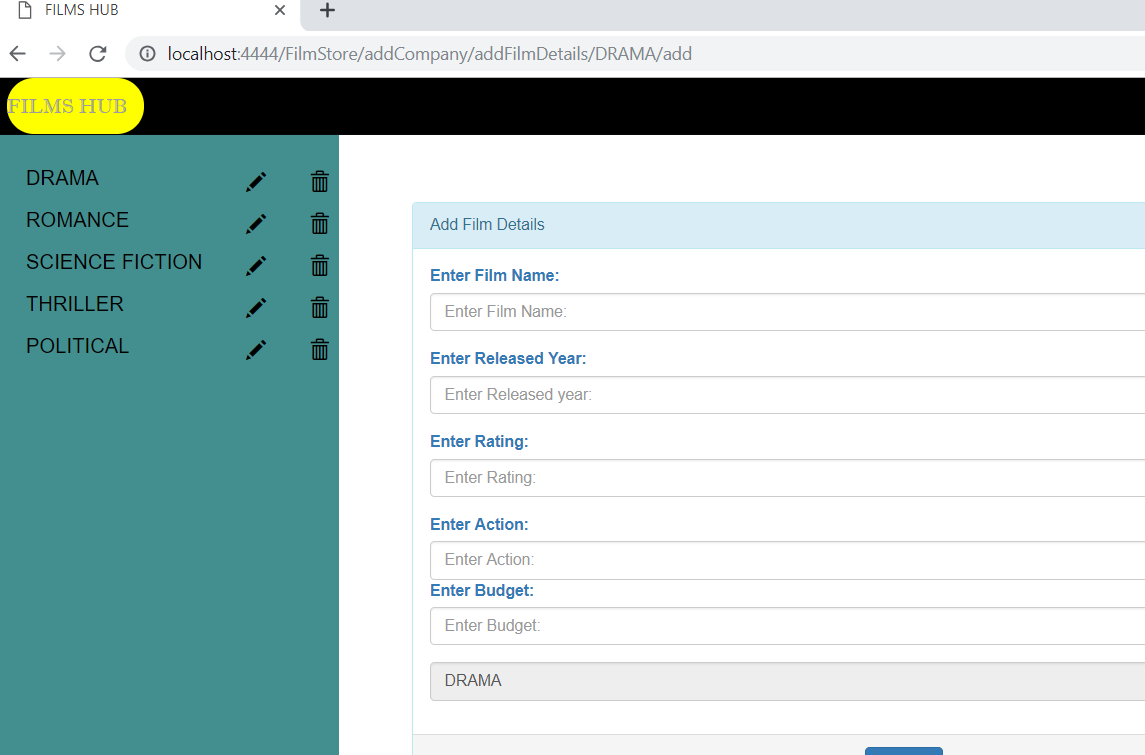 FILMS HUB
localhost:4444/FilmStore/addCompany/addFilmDetails/DRAMA/add
FILMS HUB
DRAMA
ROMANCE
SCIENCE FICTION
THRILLER
POLITICAL
Add Film Details
Enter Film Name:
Enter Film Name:
Enter Released Year:
Enter Released year:
Enter Rating:
Enter Rating:
Enter Action:
Enter Action:
Enter Budget:
Enter Budget:
DRAMA